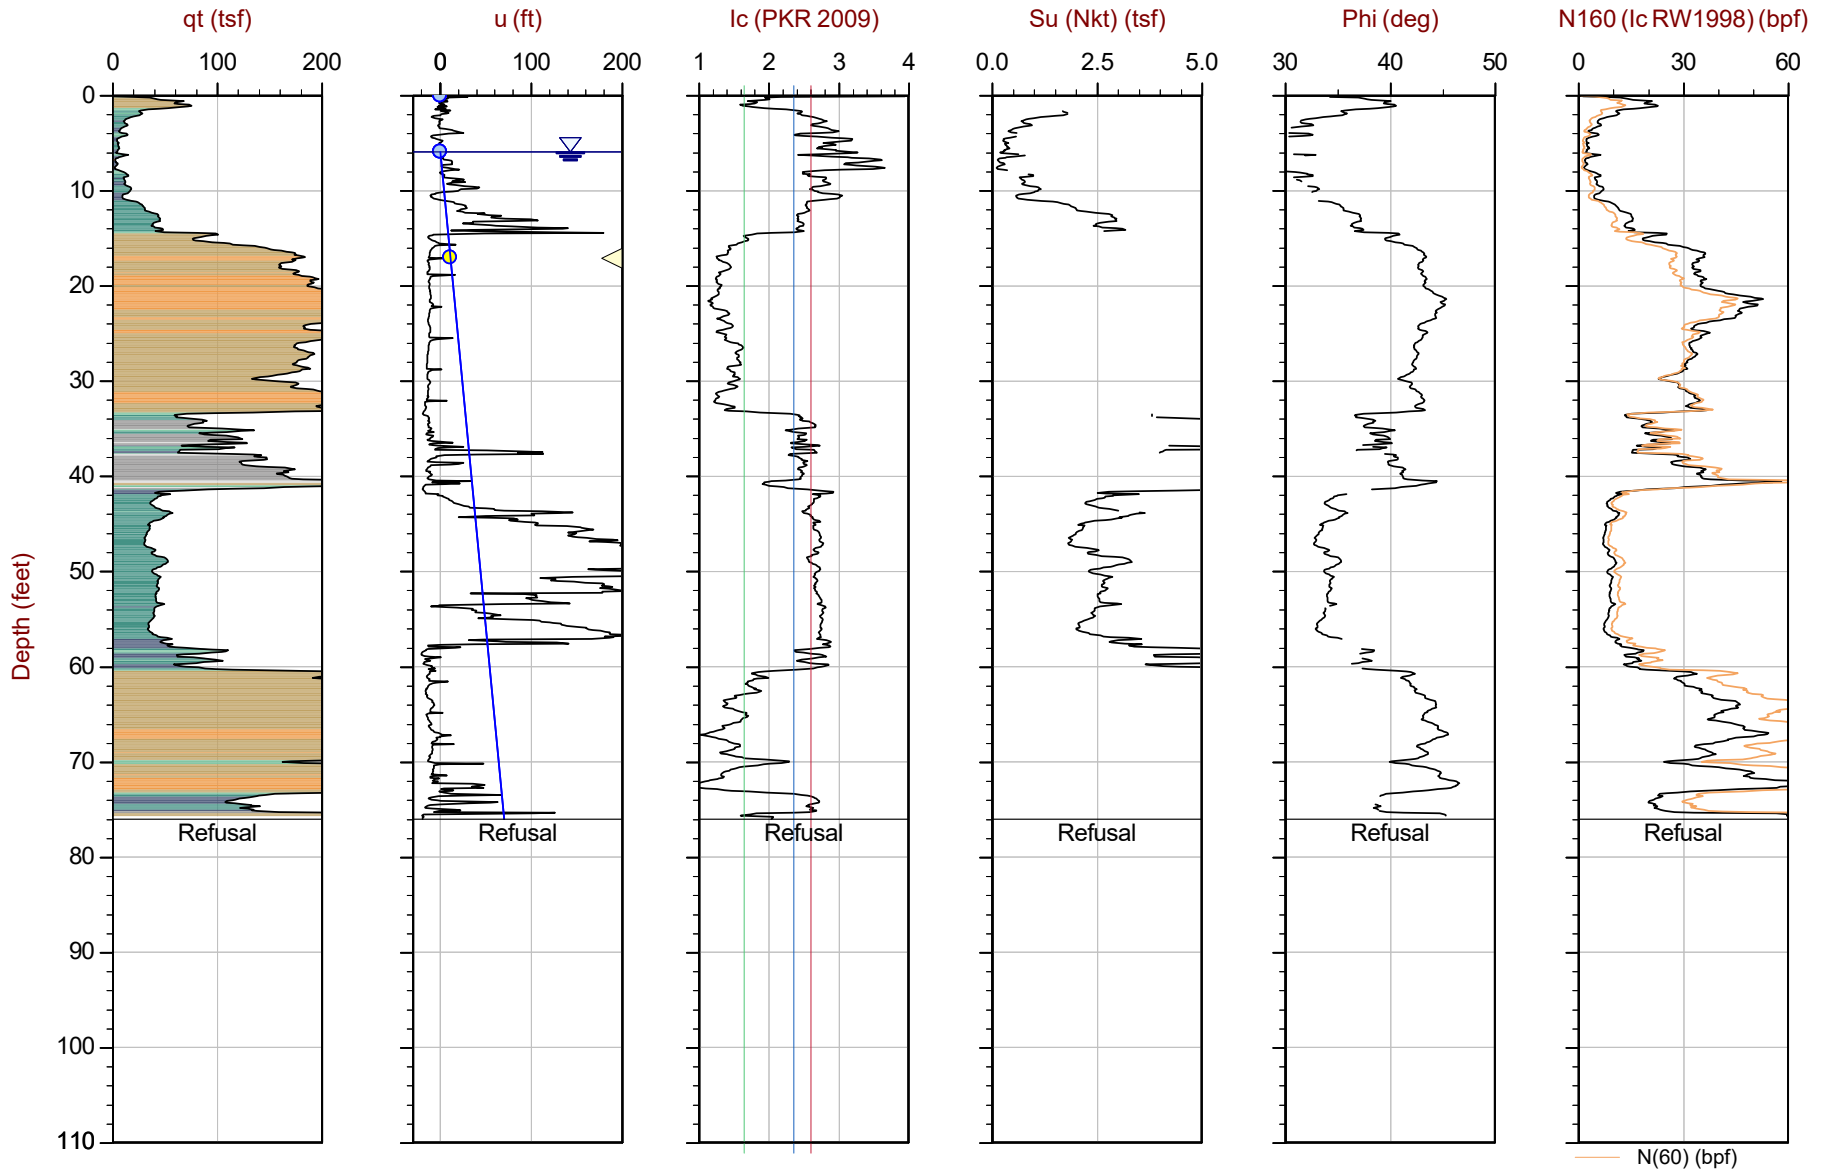 qt (tsf) u (ft) Ic (PKR 2009) Su (Nkt) (tsf) Phi (deg) N160 (Ic RW1998) (bpf)
0 100 200 0 100 200 1 2 3 4 0.0 2.5 5.0 30 40 50 0 30 60
0
10
20
30
40
50
60
70
80
90
100
110
Depth (feet)
Refusal Refusal Refusal Refusal Refusal Refusal
N(60) (bpf)